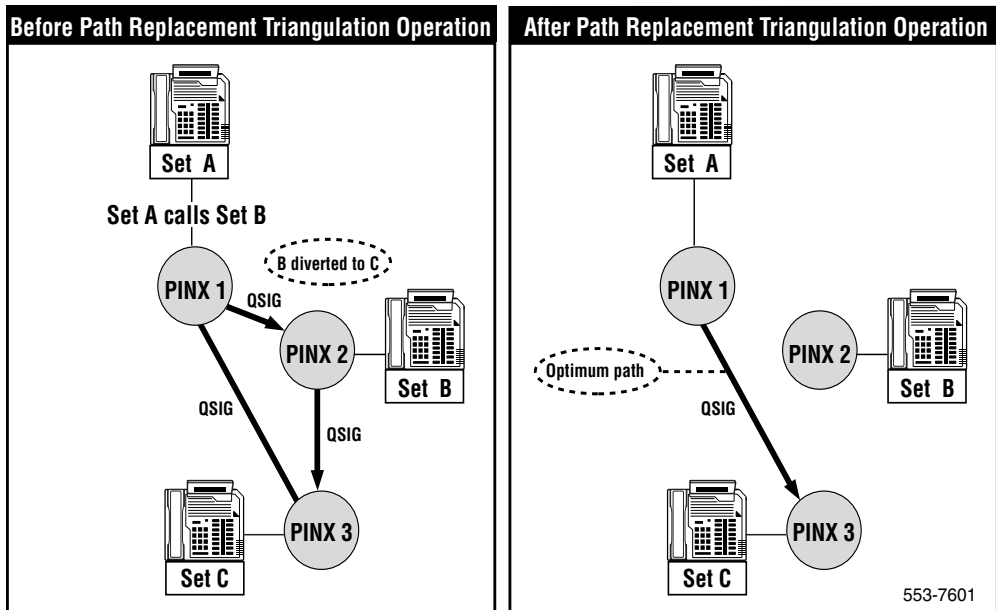 Before Path Replacement Triangulation Operation
Set A
Set A calls Set B
B diverted to C
PINX 1
QSIG
PINX 2
Set B
QSIG
QSIG
PINX 3
Set C
After Path Replacement Triangulation Operation
Set A
PINX 1
PINX 2
Set B
Optimum path
QSIG
PINX 3
Set C
553-7601